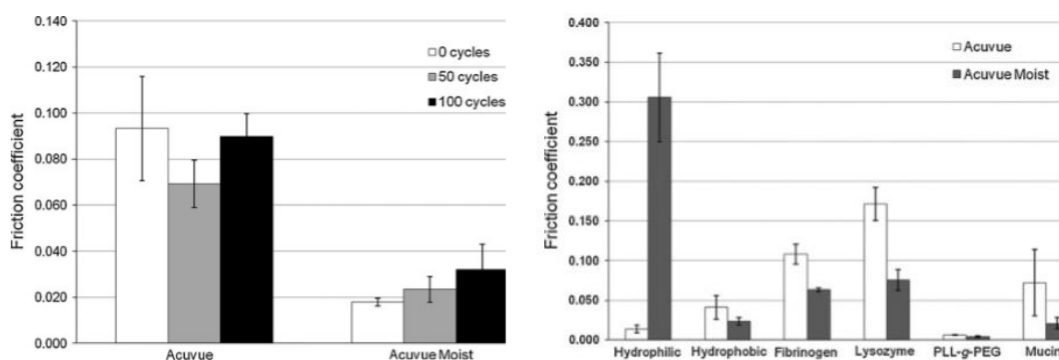 Friction coefficient
0.140
0.120
0.100
0.080
0.060
0.040
0.020
0.000
0 cycles
50 cycles
100 cycles
Acuvue
Acuvue Moist
Friction coefficient
0.400
0.350
0.300
0.250
0.200
0.150
0.100
0.050
0.000
Acuvue
Acuvue Moist
Hydrophilic
Hydrophobic
Fibrinogen
Lysozyme
PLL-g-PEG
Mucin